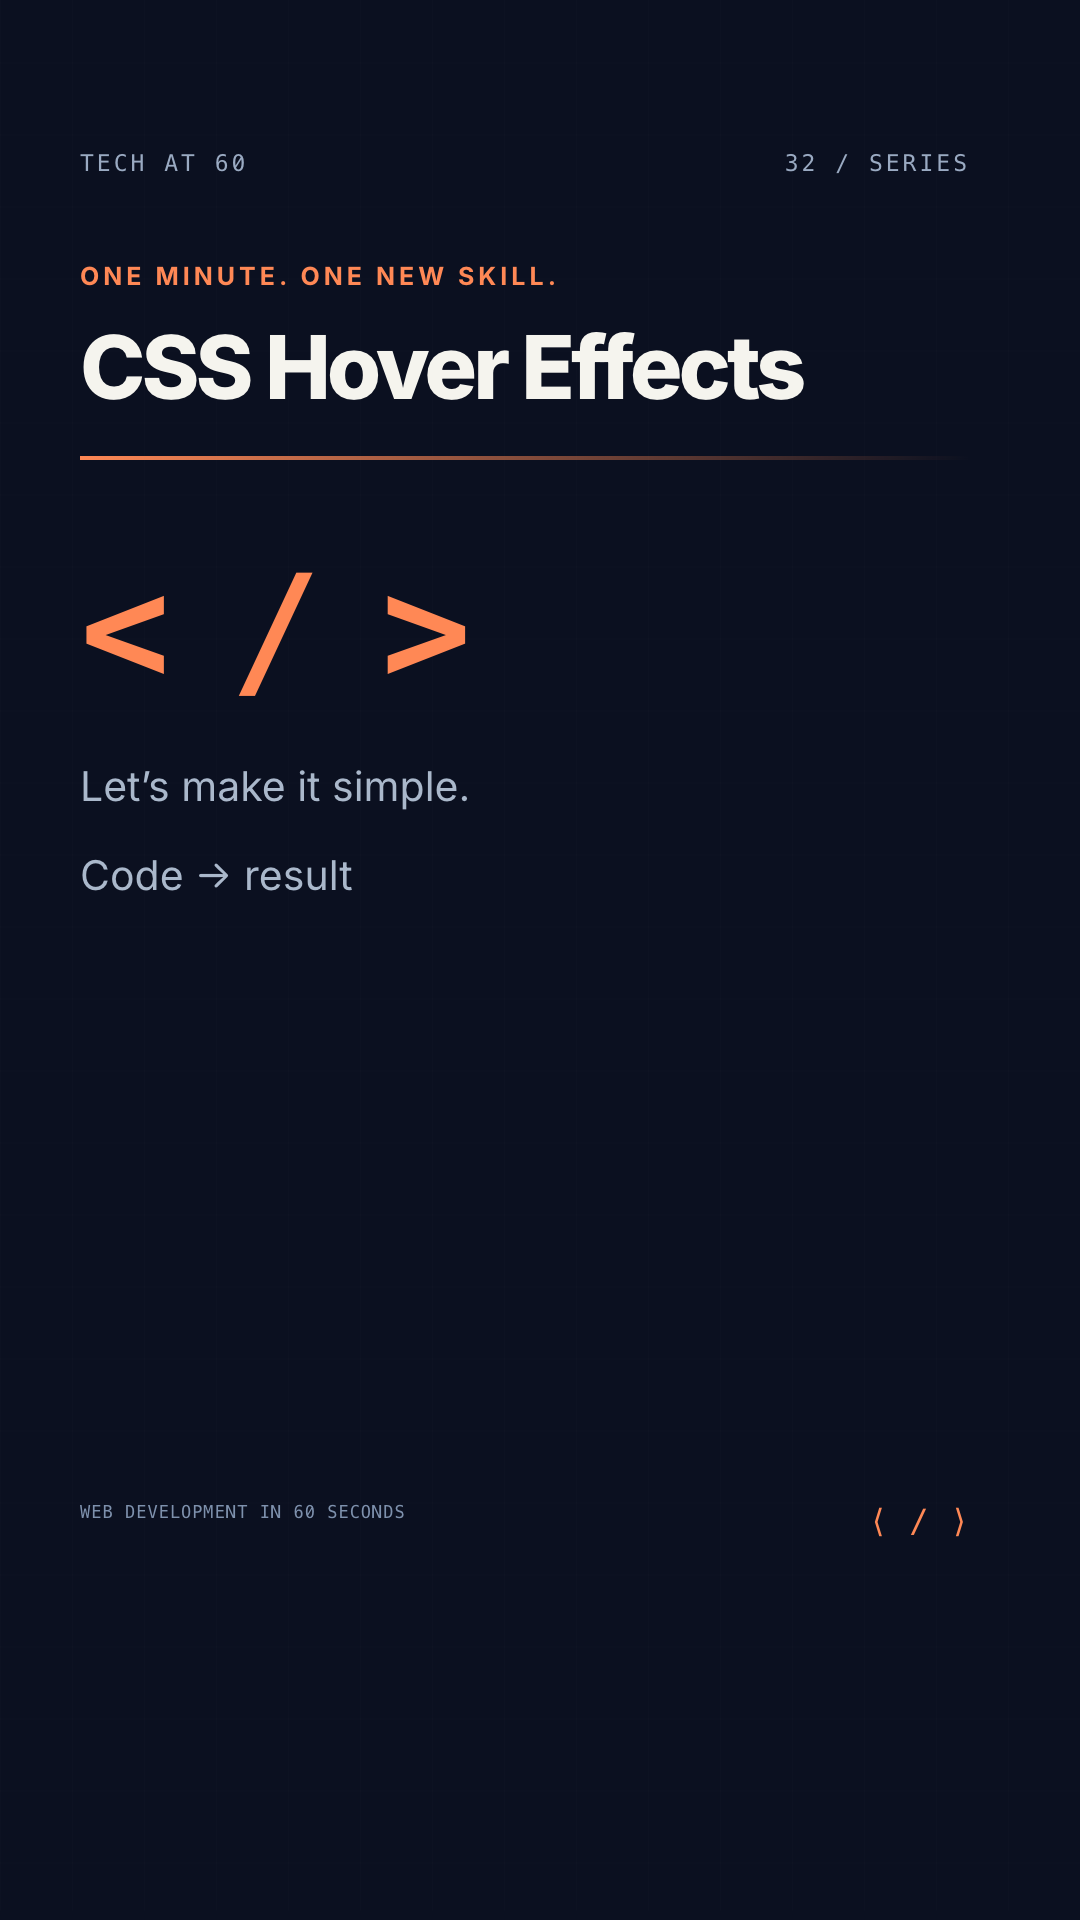 TECH AT 60
32 / SERIES
ONE MINUTE. ONE NEW SKILL.
CSS Hover Effects
< / >
Let’s make it simple.
Code → result
WEB DEVELOPMENT IN 60 SECONDS
⟨ / ⟩